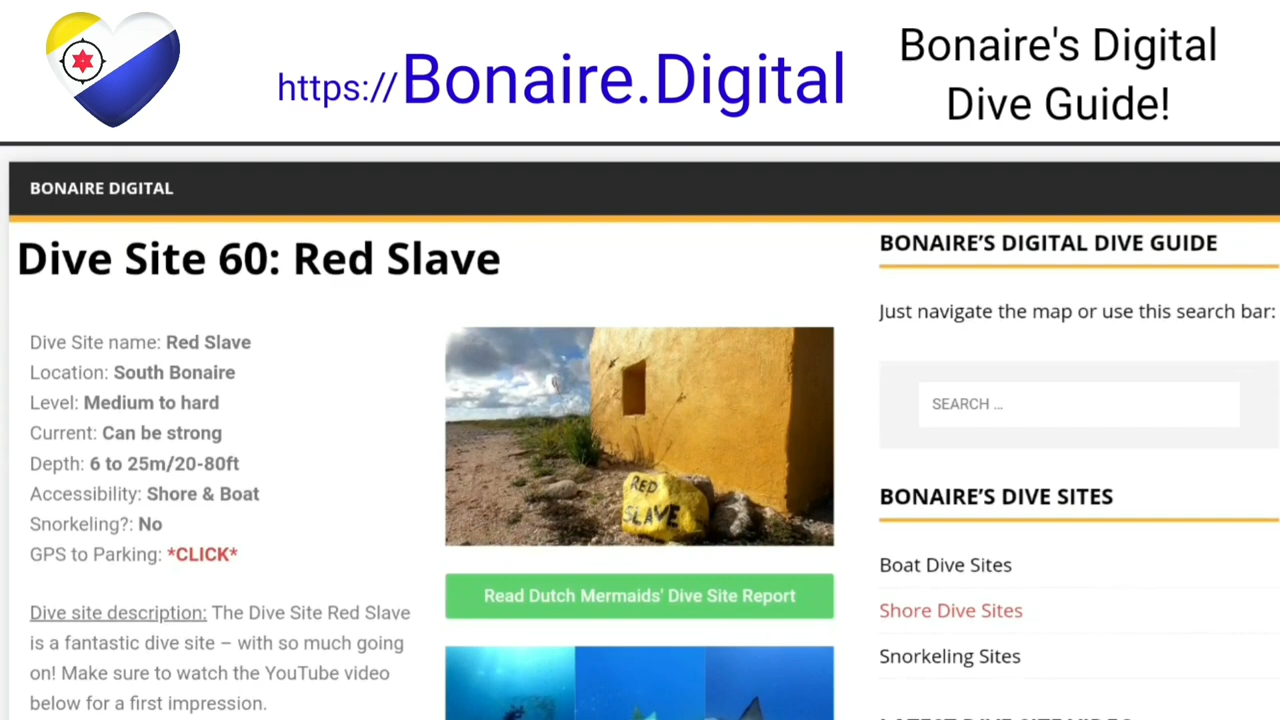 https://Bonaire.Digital
Bonaire's Digital
Dive Guide!
BONAIRE DIGITAL
Dive Site 60: Red Slave
Dive Site name: Red Slave
Location: South Bonaire
Level: Medium to hard
Current: Can be strong
Depth: 6 to 25m/20-80ft
Accessibility: Shore & Boat
Snorkeling?: No
GPS to Parking: *CLICK*
Dive site description: The Dive Site Red Slave
is a fantastic dive site – with so much going
on! Make sure to watch the YouTube video
below for a first impression.
RED
SLAVE
Read Dutch Mermaids' Dive Site Report
BONAIRE’S DIGITAL DIVE GUIDE
Just navigate the map or use this search bar:
SEARCH …
BONAIRE’S DIVE SITES
Boat Dive Sites
Shore Dive Sites
Snorkeling Sites
LATEST DIVE SITE VIDEO